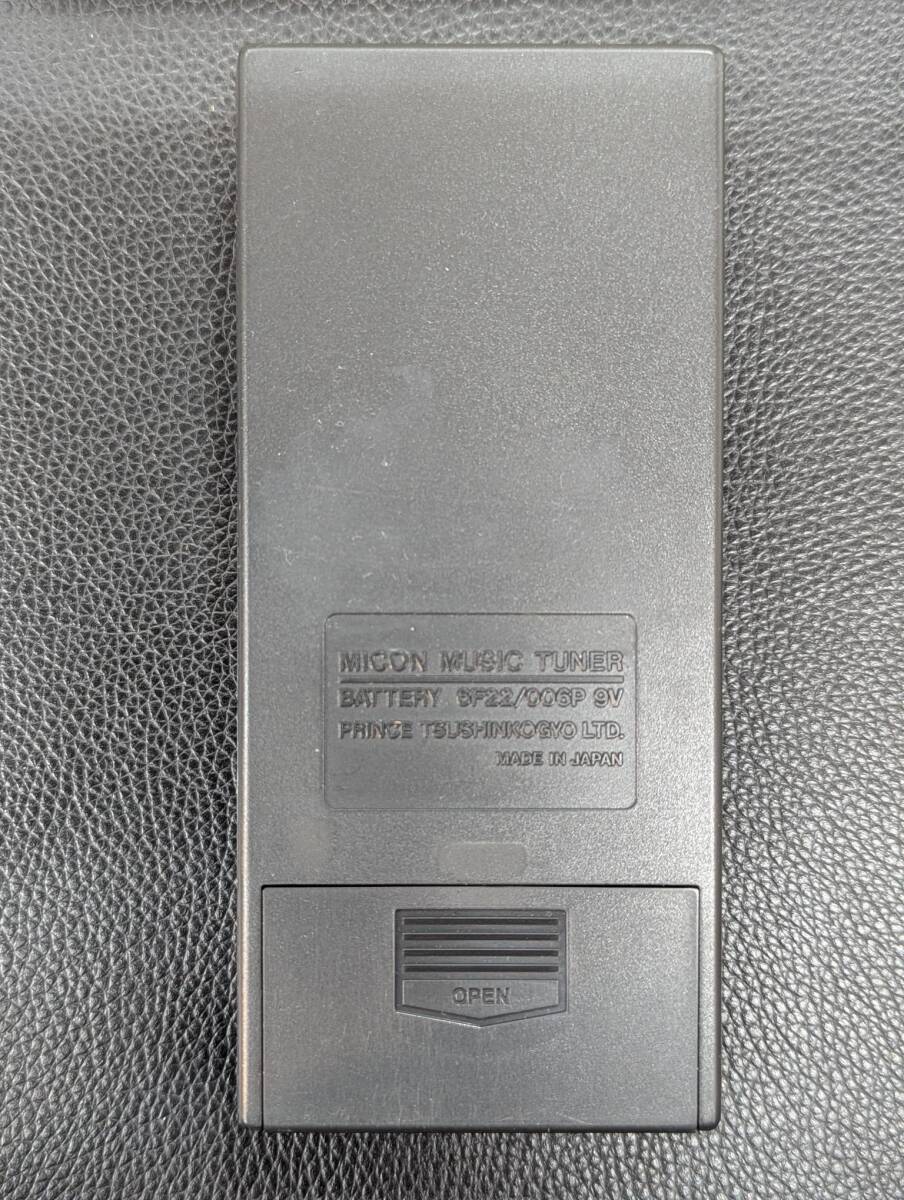 MICON MUSIC TUNER
BATTERY 6F22/006P 9V
PRINCE TSUSHINKOGYO LTD.
MADE IN JAPAN
OPEN